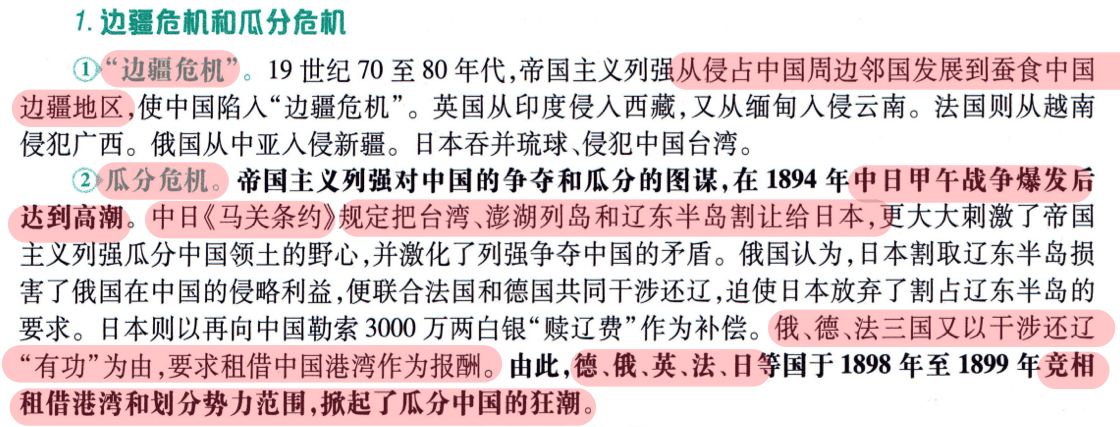 1. 边疆危机和瓜分危机
①“边疆危机”。19 世纪 70 至 80 年代,帝国主义列强从侵占中国周边邻国发展到蚕食中国
边疆地区,使中国陷入“边疆危机”。英国从印度侵入西藏,又从缅甸入侵云南。法国则从越南
侵犯广西。俄国从中亚入侵新疆。日本吞并琉球、侵犯中国台湾。
②瓜分危机。帝国主义列强对中国的争夺和瓜分的图谋,在 1894 年中日甲午战争爆发后
达到高潮。中日《马关条约》规定把台湾、澎湖列岛和辽东半岛割让给日本,更大大刺激了帝国
主义列强瓜分中国领土的野心,并激化了列强争夺中国的矛盾。俄国认为,日本割取辽东半岛损
害了俄国在中国的侵略利益,便联合法国和德国共同干涉还辽,迫使日本放弃了割占辽东半岛的
要求。日本则以再向中国勒索 3000 万两白银“赎辽费”作为补偿。俄、德、法三国又以干涉还辽
“有功”为由,要求租借中国港湾作为报酬。由此,德、俄、英、法、日等国于 1898 年至 1899 年竞相
租借港湾和划分势力范围,掀起了瓜分中国的狂潮。